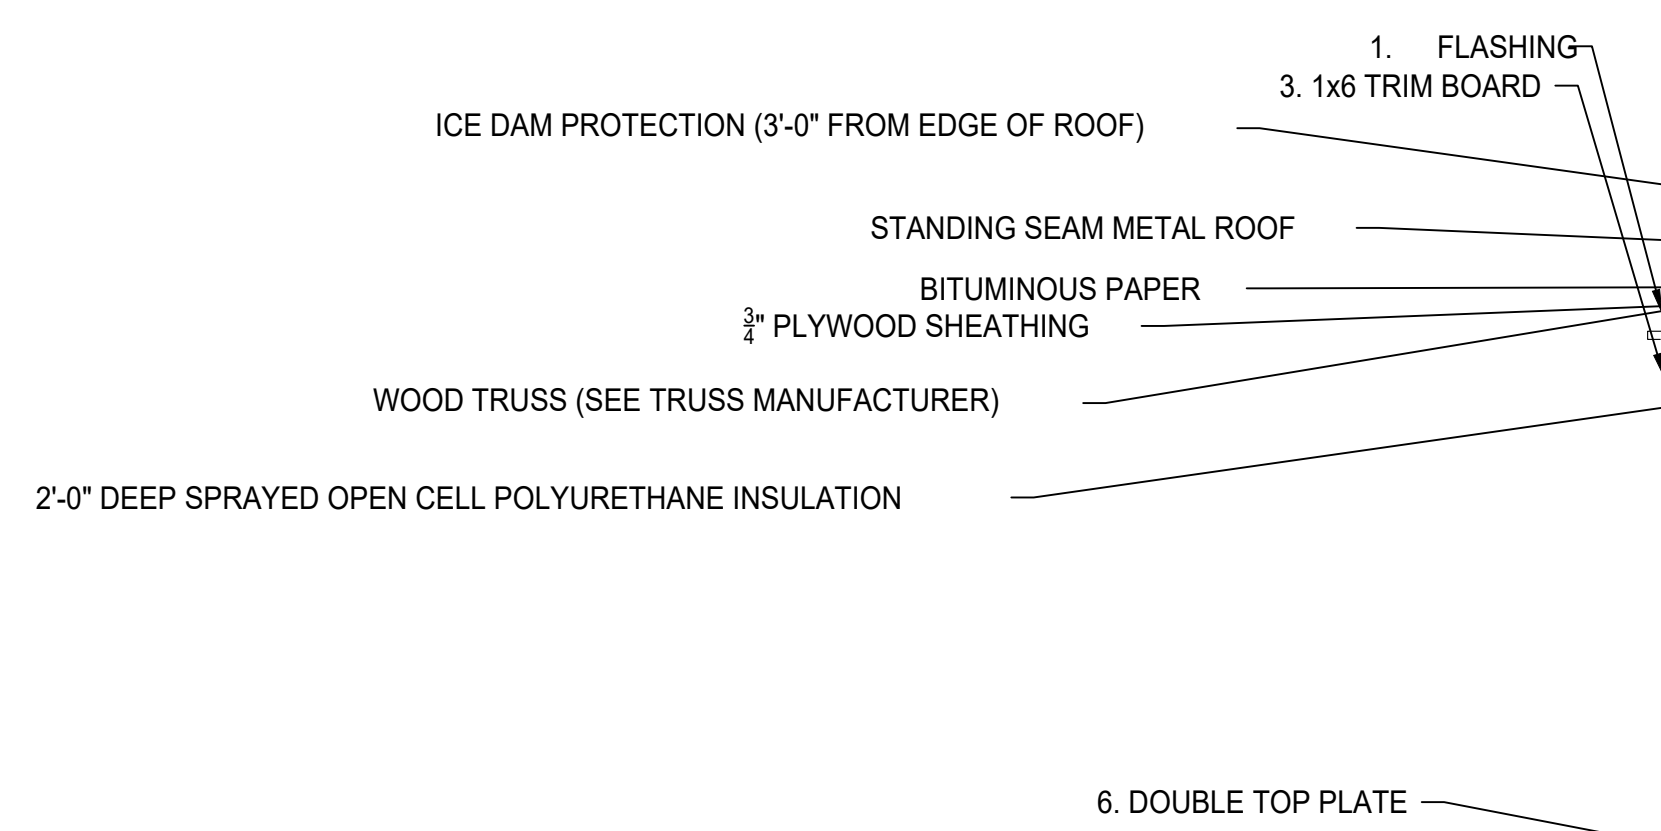 1. FLASHING
3. 1x6 TRIM BOARD
ICE DAM PROTECTION (3'-0" FROM EDGE OF ROOF)
STANDING SEAM METAL ROOF
BITUMINOUS PAPER
3/4" PLYWOOD SHEATHING
WOOD TRUSS (SEE TRUSS MANUFACTURER)
2'-0" DEEP SPRAYED OPEN CELL POLYURETHANE INSULATION
6. DOUBLE TOP PLATE